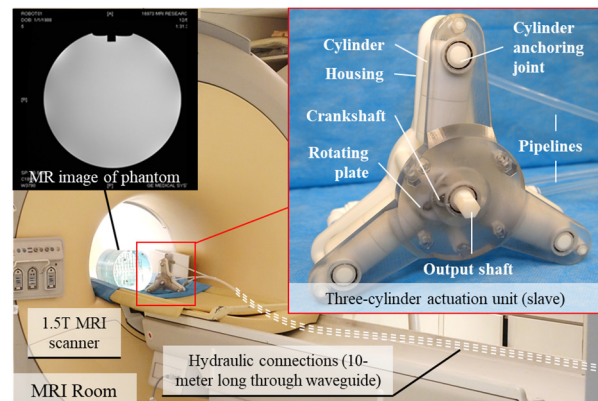 ROBOT01
MR image of phantom
Cylinder
Housing
Crankshaft
Rotating
plate
Cylinder
anchoring
joint
Pipelines
Output shaft
Three-cylinder actuation unit (slave)
1.5T MRI
scanner
Hydraulic connections (10-
meter long through waveguide)
MRI Room